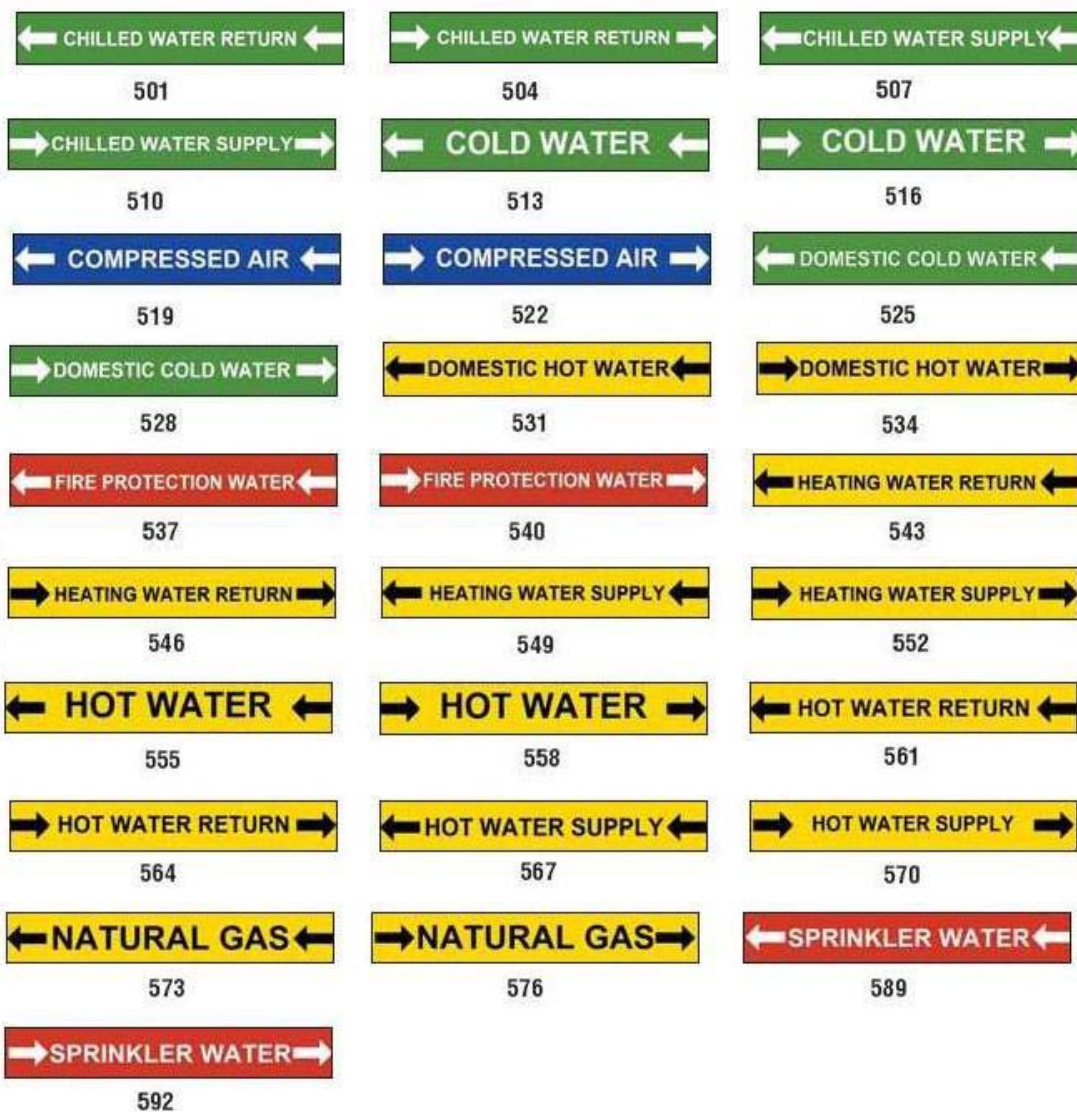 CHILLED WATER RETURN
CHILLED WATER RETURN
CHILLED WATER SUPPLY
501
504
507
CHILLED WATER SUPPLY
COLD WATER
COLD WATER
510
513
516
COMPRESSED AIR
COMPRESSED AIR
DOMESTIC COLD WATER
519
522
525
DOMESTIC COLD WATER
DOMESTIC HOT WATER
DOMESTIC HOT WATER
528
531
534
FIRE PROTECTION WATER
FIRE PROTECTION WATER
HEATING WATER RETURN
537
540
543
HEATING WATER RETURN
HEATING WATER SUPPLY
HEATING WATER SUPPLY
546
549
552
HOT WATER
HOT WATER
HOT WATER RETURN
555
558
561
HOT WATER RETURN
HOT WATER SUPPLY
HOT WATER SUPPLY
564
567
570
NATURAL GAS
NATURAL GAS
SPRINKLER WATER
573
576
589
SPRINKLER WATER
592